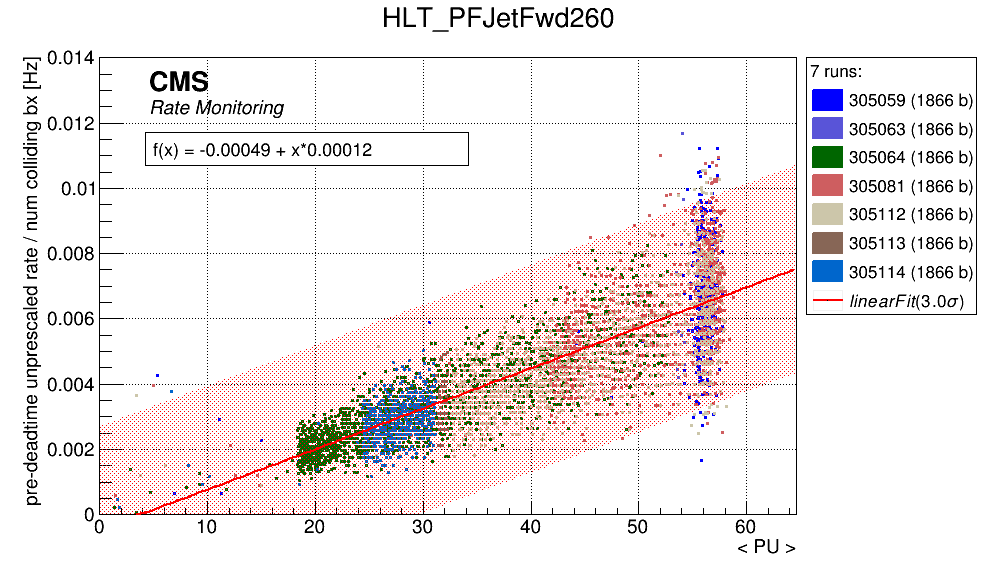 HLT_PFJetFwd260
pre-deadtime unprescaled rate / num colliding bx [Hz]
0.014
0.012
0.01
0.008
0.006
0.004
0.002
0
CMS
Rate Monitoring
f(x) = -0.00049 + x*0.00012
0 10 20 30 40 50 60
< PU >
7 runs:
305059 (1866 b)
305063 (1866 b)
305064 (1866 b)
305081 (1866 b)
305112 (1866 b)
305113 (1866 b)
305114 (1866 b)
linearFit(3.0σ)